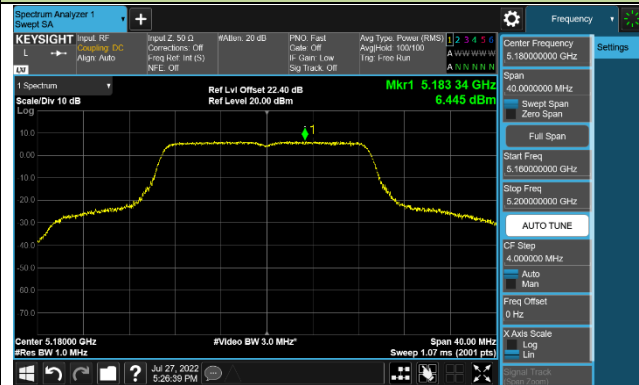 Spectrum Analyzer 1
Swept SA
+
Frequency
KEYSIGHT
L
LXI
Input: RF
Coupling: DC
Align: Auto
Input Z: 50 Ω
Corrections: Off
Freq Ref: Int (S)
NFE: Off
#Atten: 20 dB
PNO: Fast
Gate: Off
IF Gain: Low
Sig Track: Off
Avg Type: Power (RMS)
Avg|Hold: 100/100
Trig: Free Run
1 2 3 4 5 6
A W W W W W
A N N N N N
1 Spectrum
Scale/Div 10 dB
Log
Ref Lvl Offset 22.40 dB
Ref Level 20.00 dBm
Mkr1 5.183 34 GHz
6.445 dBm
1
10.0
0.00
-10.0
-20.0
-30.0
-40.0
-50.0
-60.0
-70.0
Center 5.18000 GHz
#Res BW 1.0 MHz
#Video BW 3.0 MHz*
Span 40.00 MHz
Sweep 1.07 ms (2001 pts)
Jul 27, 2022
5:26:39 PM
Center Frequency
5.180000000 GHz
Settings
Span
40.0000000 MHz
Swept Span
Zero Span
Full Span
Start Freq
5.160000000 GHz
Stop Freq
5.200000000 GHz
AUTO TUNE
CF Step
4.000000 MHz
Auto
Man
Freq Offset
0 Hz
X Axis Scale
Log
Lin
Signal Track
(Span Zoom)